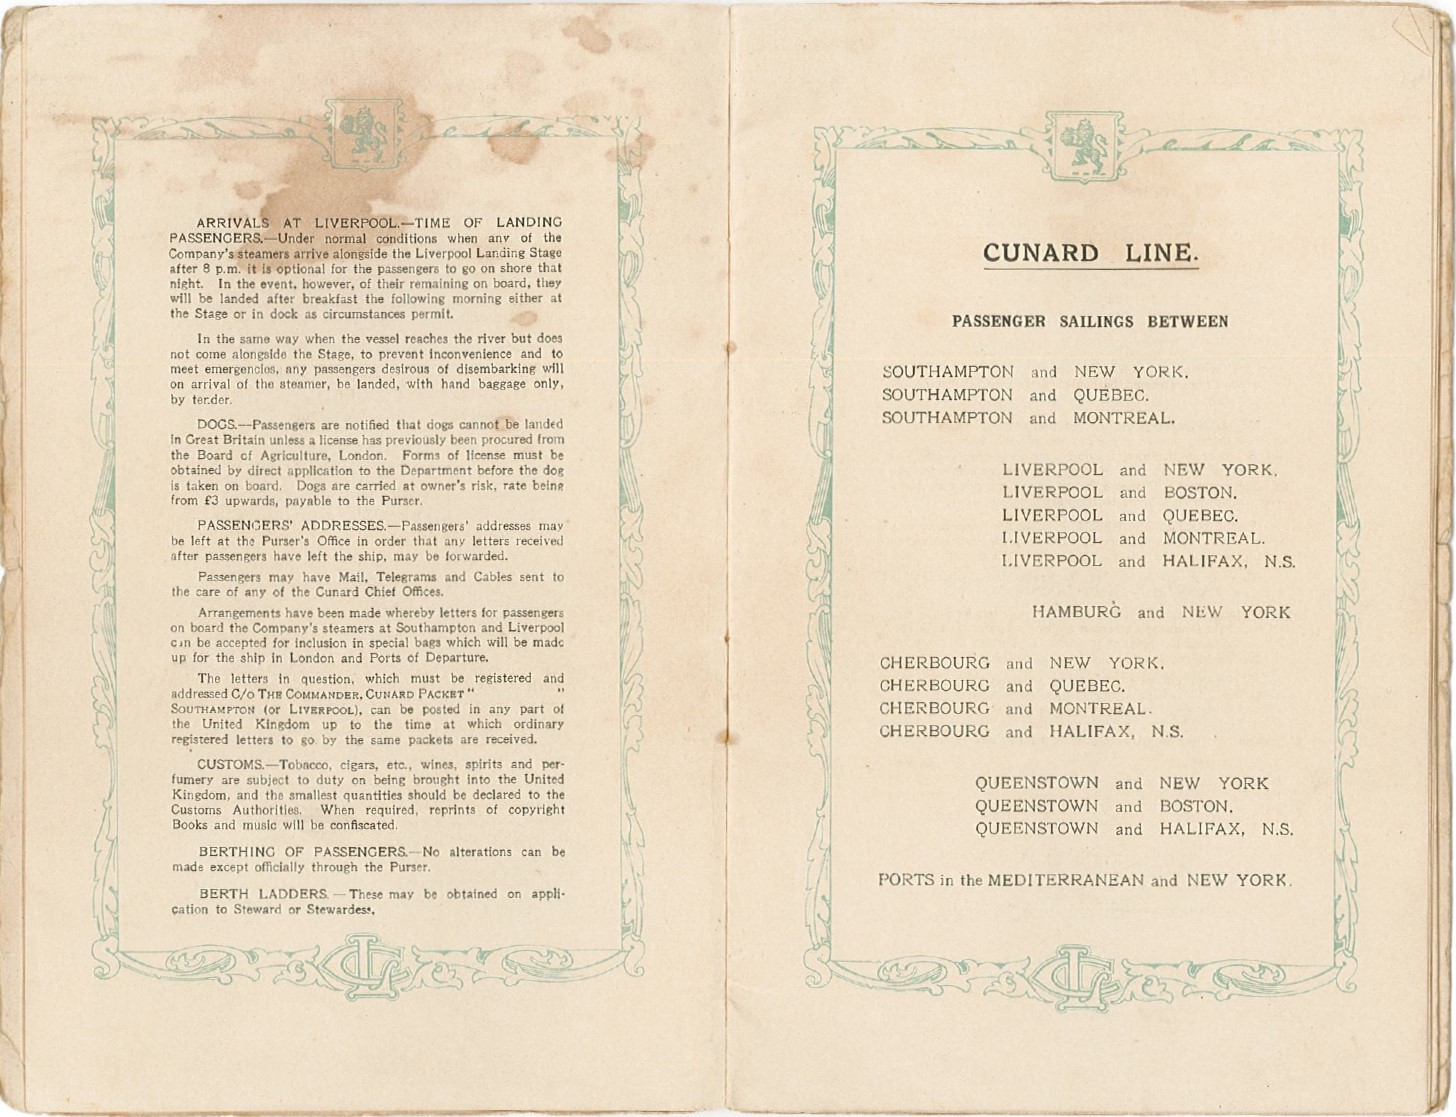 ARRIVALS AT LIVERPOOL.—TIME OF LANDING
PASSENGERS.—Under normal conditions when any of the
Company's steamers arrive alongside the Liverpool Landing Stage
after 8 p.m. it is optional for the passengers to go on shore that
night. In the event, however, of their remaining on board, they
will be landed after breakfast the following morning either at
the Stage or in dock as circumstances permit.
In the same way when the vessel reaches the river but does
not come alongside the Stage, to prevent inconvenience and to
meet emergencies, any passengers desirous of disembarking will
on arrival of the steamer, be landed, with hand baggage only,
by tender.
DOGS.—Passengers are notified that dogs cannot be landed
in Great Britain unless a license has previously been procured from
the Board of Agriculture, London. Forms of license must be
obtained by direct application to the Department before the dog
is taken on board. Dogs are carried at owner's risk, rate being
from £3 upwards, payable to the Purser.
PASSENGERS' ADDRESSES.—Passengers' addresses may
be left at the Purser's Office in order that any letters received
after passengers have left the ship, may be forwarded.
Passengers may have Mail, Telegrams and Cables sent to
the care of any of the Cunard Chief Offices.
Arrangements have been made whereby letters for passengers
on board the Company's steamers at Southampton and Liverpool
can be accepted for inclusion in special bags which will be made
up for the ship in London and Ports of Departure.
The letters in question, which must be registered and
addressed C/o THE COMMANDER, CUNARD PACKET " "
SOUTHAMPTON (or LIVERPOOL), can be posted in any part of
the United Kingdom up to the time at which ordinary
registered letters to go by the same packets are received.
CUSTOMS.—Tobacco, cigars, etc., wines, spirits and per-
fumery are subject to duty on being brought into the United
Kingdom, and the smallest quantities should be declared to the
Customs Authorities. When required, reprints of copyright
Books and music will be confiscated.
BERTHING OF PASSENGERS.—No alterations can be
made except officially through the Purser.
BERTH LADDERS.—These may be obtained on appli-
cation to Steward or Stewardess.
CLG
CUNARD LINE.
PASSENGER SAILINGS BETWEEN
SOUTHAMPTON and NEW YORK.
SOUTHAMPTON and QUEBEC.
SOUTHAMPTON and MONTREAL.
LIVERPOOL and NEW YORK.
LIVERPOOL and BOSTON.
LIVERPOOL and QUEBEC.
LIVERPOOL and MONTREAL.
LIVERPOOL and HALIFAX, N.S.
HAMBURG and NEW YORK
CHERBOURG and NEW YORK.
CHERBOURG and QUEBEC.
CHERBOURG and MONTREAL.
CHERBOURG and HALIFAX, N.S.
QUEENSTOWN and NEW YORK
QUEENSTOWN and BOSTON.
QUEENSTOWN and HALIFAX, N.S.
PORTS in the MEDITERRANEAN and NEW YORK.